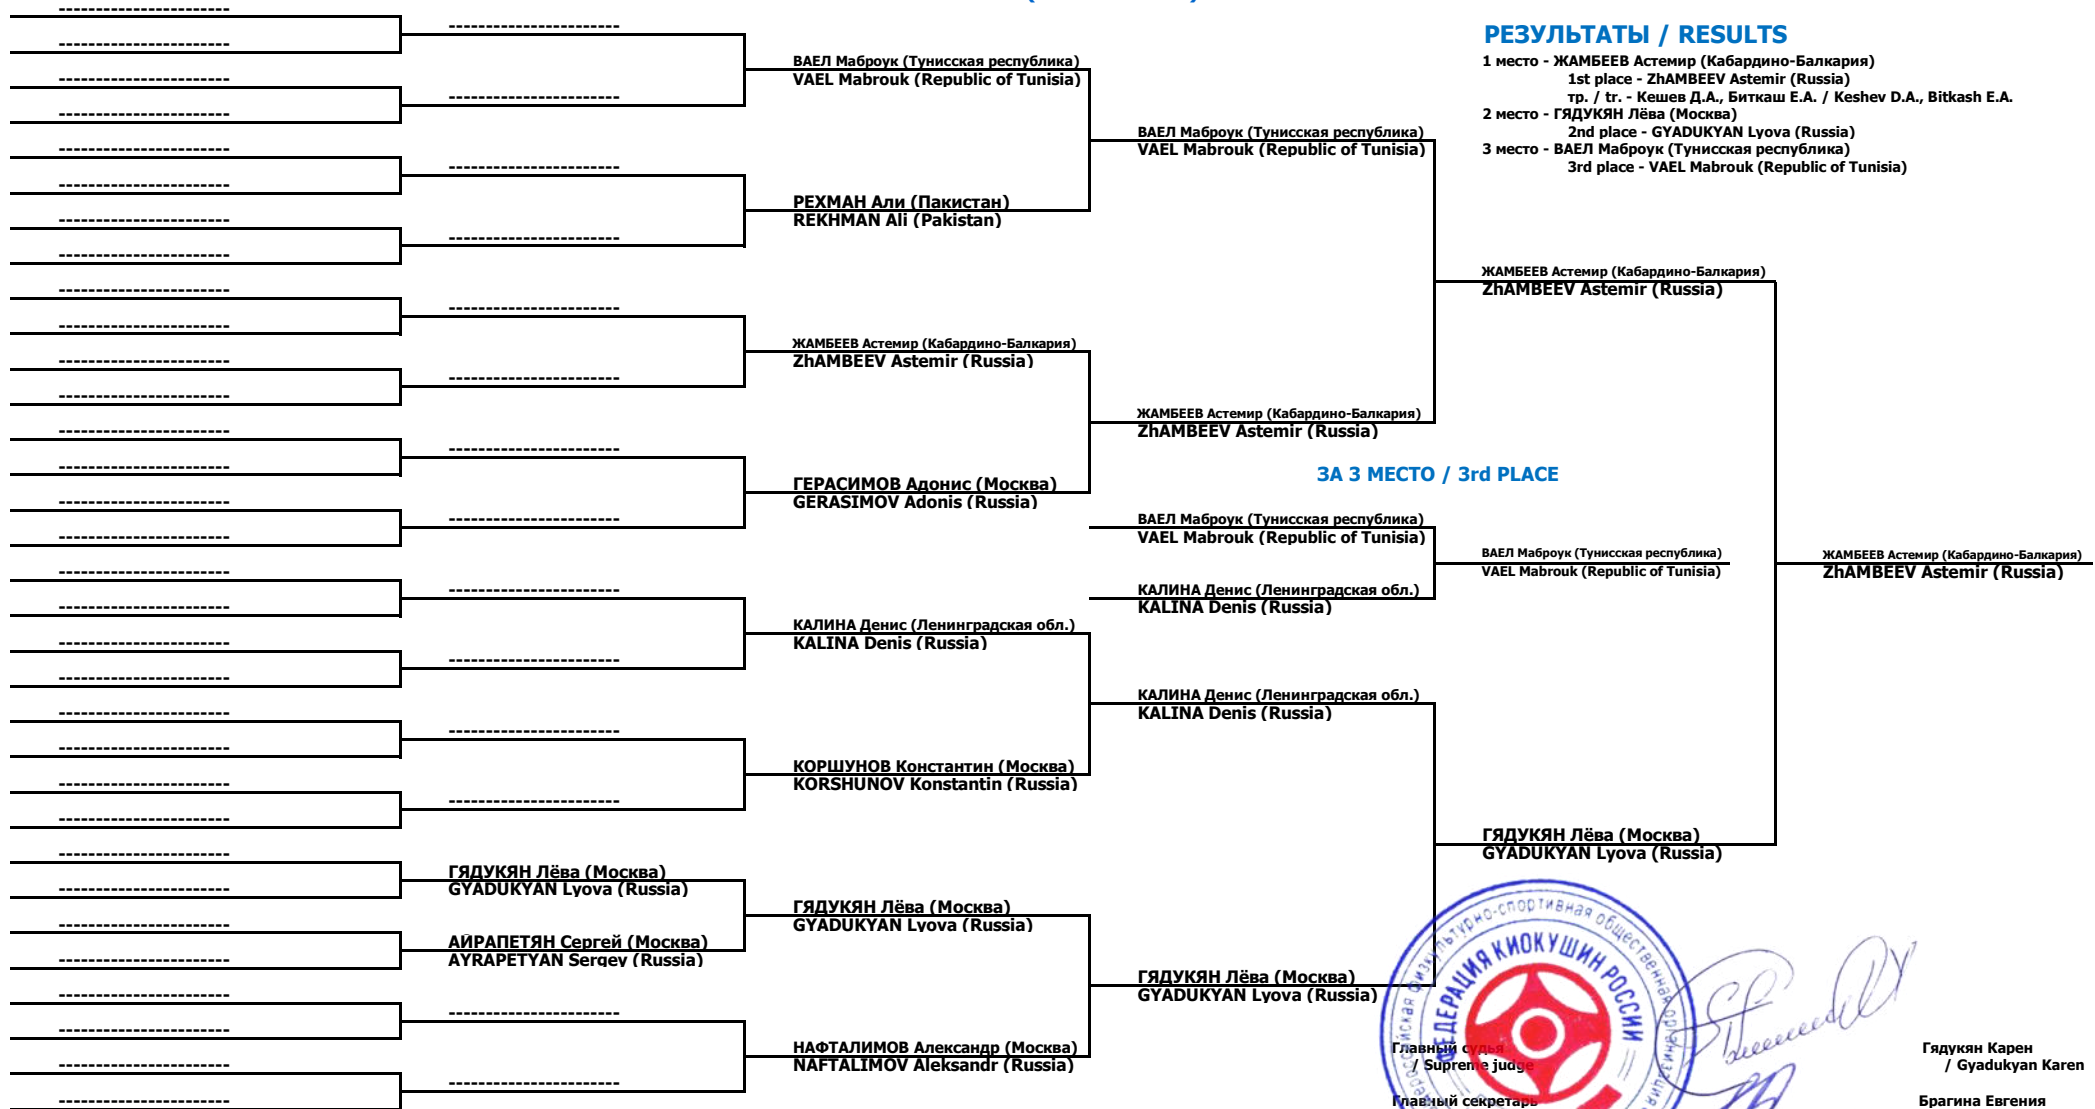 РЕЗУЛЬТАТЫ / RESULTS
1 место - ЖАМБЕЕВ Астемир (Кабардино-Балкария)
1st place - ZhAMBEEV Astemir (Russia)
тр. / tr. - Кешев Д.А., Биткаш Е.А. / Keshev D.A., Bitkash E.A.
2 место - ГЯДУКЯН Лёва (Москва)
2nd place - GYADUKYAN Lyova (Russia)
3 место - ВАЕЛ Маброук (Тунисская республика)
3rd place - VAEL Mabrouk (Republic of Tunisia)
ГЯДУКЯН Лёва (Москва)
GYADUKYAN Lyova (Russia)
АЙРАПЕТЯН Сергей (Москва)
AYRAPETYAN Sergey (Russia)
ВАЕЛ Маброук (Тунисская республика)
VAEL Mabrouk (Republic of Tunisia)
РЕХМАН Али (Пакистан)
REKHMAN Ali (Pakistan)
ЖАМБЕЕВ Астемир (Кабардино-Балкария)
ZhAMBEEV Astemir (Russia)
ГЕРАСИМОВ Адонис (Москва)
GERASIMOV Adonis (Russia)
КАЛИНА Денис (Ленинградская обл.)
KALINA Denis (Russia)
КОРШУНОВ Константин (Москва)
KORSHUNOV Konstantin (Russia)
ГЯДУКЯН Лёва (Москва)
GYADUKYAN Lyova (Russia)
НАФТАЛИМОВ Александр (Москва)
NAFTALIMOV Aleksandr (Russia)
ВАЕЛ Маброук (Тунисская республика)
VAEL Mabrouk (Republic of Tunisia)
ЖАМБЕЕВ Астемир (Кабардино-Балкария)
ZhAMBEEV Astemir (Russia)
ЗА 3 МЕСТО / 3rd PLACE
ВАЕЛ Маброук (Тунисская республика)
VAEL Mabrouk (Republic of Tunisia)
КАЛИНА Денис (Ленинградская обл.)
KALINA Denis (Russia)
ВАЕЛ Маброук (Тунисская республика)
VAEL Mabrouk (Republic of Tunisia)
КАЛИНА Денис (Ленинградская обл.)
KALINA Denis (Russia)
ГЯДУКЯН Лёва (Москва)
GYADUKYAN Lyova (Russia)
ЖАМБЕЕВ Астемир (Кабардино-Балкария)
ZhAMBEEV Astemir (Russia)
ГЯДУКЯН Лёва (Москва)
GYADUKYAN Lyova (Russia)
ЖАМБЕЕВ Астемир (Кабардино-Балкария)
ZhAMBEEV Astemir (Russia)
физкультурно-спортивная общественная организация
ФЕДЕРАЦИЯ КИОКУШИН РОССИИ
Главный судья
/ Supreme judge
Гядукян Карен
/ Gyadukyan Karen
Главный секретарь
Брагина Евгения